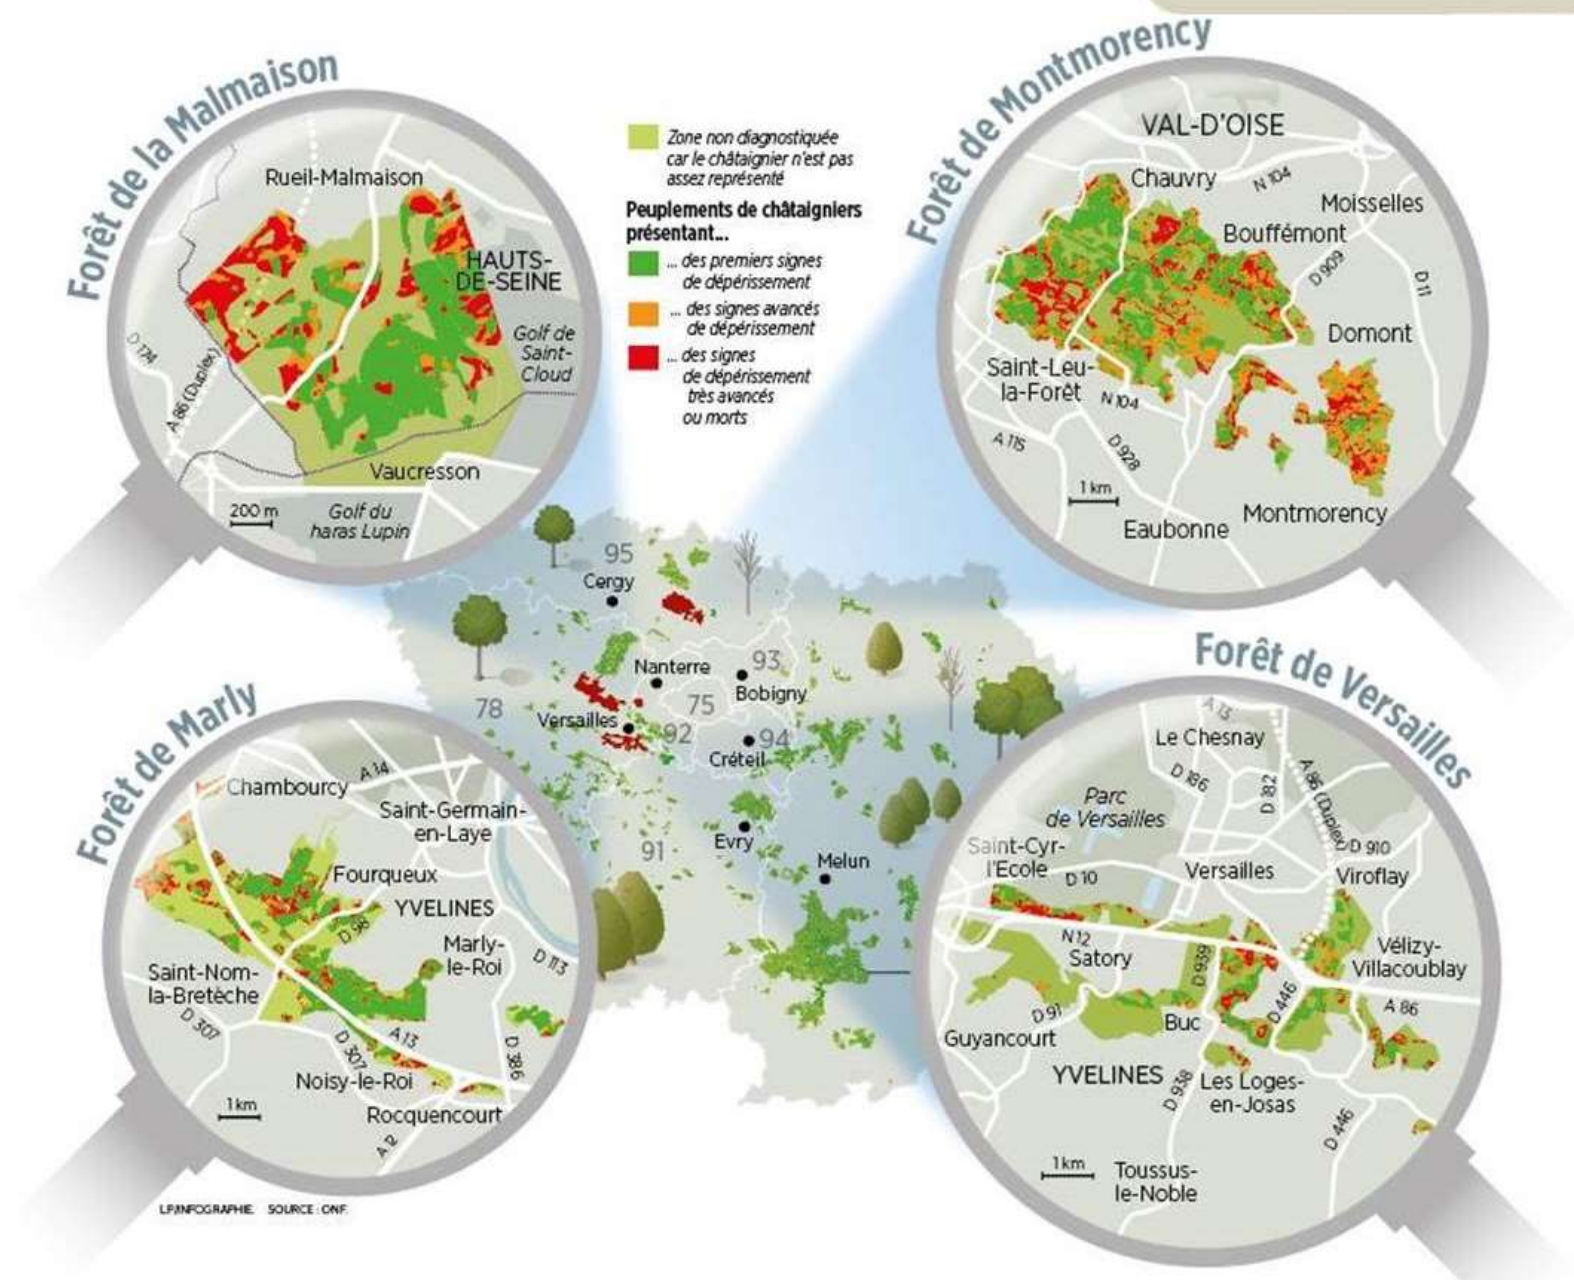 Forêt de la Malmaison
Rueil-Malmaison
HAUTS-
DE-SEINE
Golf de
Saint-
Cloud
D 174
A 86 (Duplex)
Vaucresson
200 m
Golf du
haras Lupin
Zone non diagnostiquée
car le châtaignier n'est pas
assez représenté
Peuplements de châtaigniers
présentant...
... des premiers signes
de dépérissement
... des signes avancés
de dépérissement
... des signes
de dépérissement
très avancés
ou morts
Forêt de Montmorency
VAL-D'OISE
Chauvry
N 104
Moisselles
Bouffémont
D 909
D 11
Domont
Saint-Leu-
la-Forêt
N 104
A 115
D 928
1 km
Eaubonne
Montmorency
95
Cergy
Nanterre
93
Bobigny
78
75
Versailles
92
94
Créteil
91
Evry
Melun
Forêt de Marly
Chambourcy
A 14
Saint-Germain-
en-Laye
Fourqueux
YVELINES
D 98
Marly-
le-Roi
D 113
Saint-Nom-
la-Bretèche
D 307
A 13
D 307
D 386
Noisy-le-Roi
1 km
Rocquencourt
A 12
Forêt de Versailles
A 13
Le Chesnay
D 186
D 182
A 86 (Duplex)
Parc
de Versailles
Saint-Cyr-
l'Ecole
D 10
Versailles
D 910
Viroflay
N12
Satory
D 939
Vélizy-
Villacoublay
D 446
A 86
D 91
Guyancourt
Buc
YVELINES
D 938
Les Loges-
en-Josas
D 446
1 km
Toussus-
le-Noble
LP/INFOGRAPHIE. SOURCE : ONF.